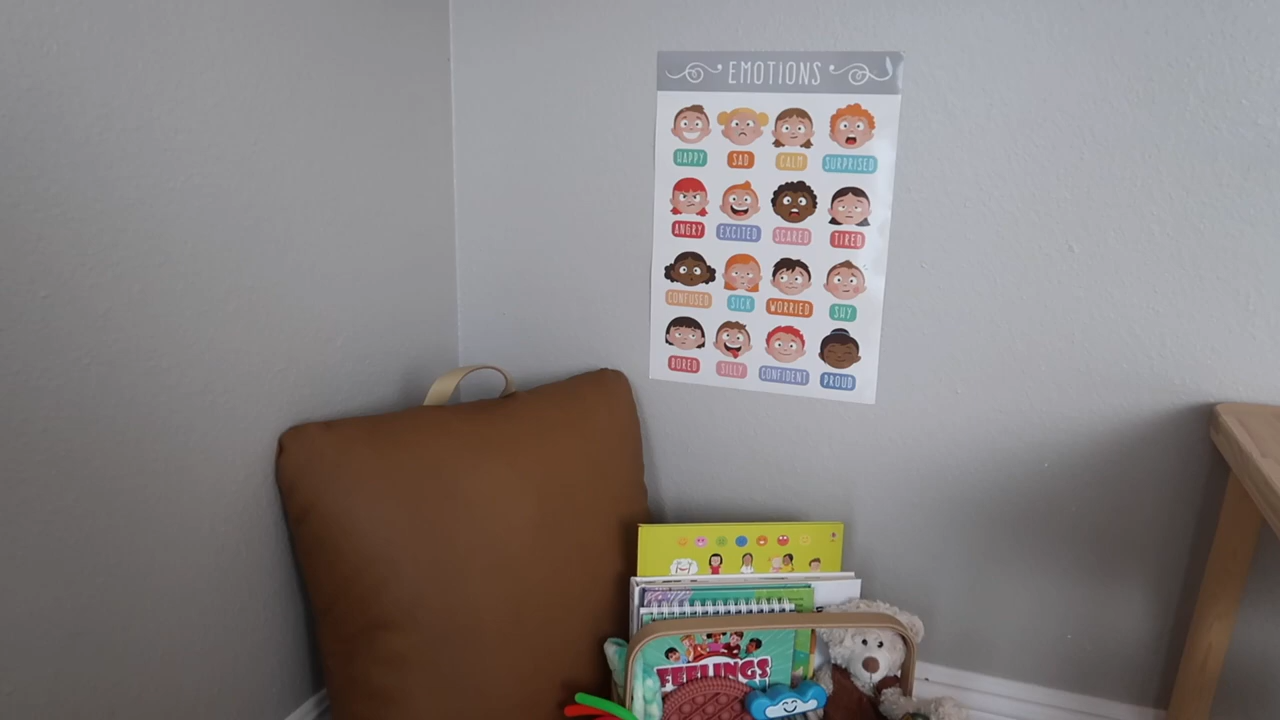 EMOTIONS
HAPPY SAD CALM SURPRISED
ANGRY EXCITED SCARED TIRED
CONFUSED SICK WORRIED SHY
BORED SILLY CONFIDENT PROUD
FEELINGS